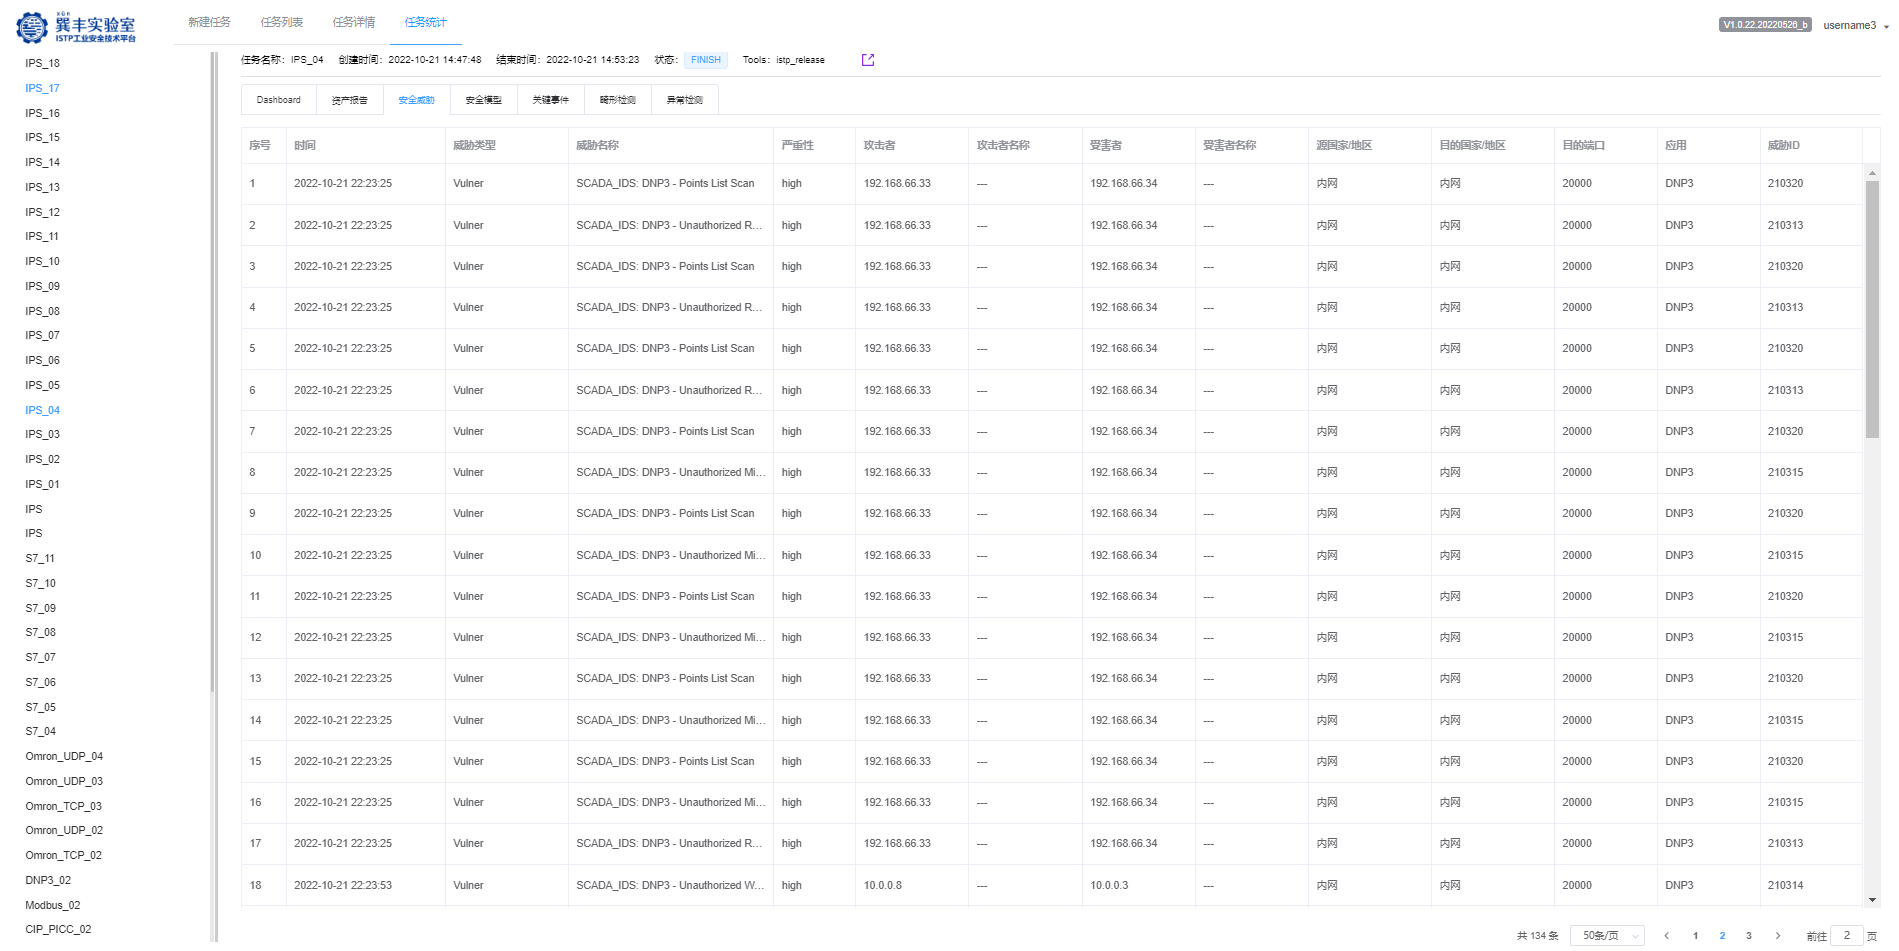 xùn
巽丰实验室
ISTP工业安全技术平台
新建任务 任务列表 任务详情 任务统计
V1.0.22.20220526_b username3
任务名称： IPS_04 创建时间： 2022-10-21 14:47:48 结束时间： 2022-10-21 14:53:23 状态： FINISH Tools： istp_release
Dashboard 资产报告 安全威胁 安全模型 关键事件 畸形检测 异常检测
IPS_18
IPS_17
IPS_16
IPS_15
IPS_14
IPS_13
IPS_12
IPS_11
IPS_10
IPS_09
IPS_08
IPS_07
IPS_06
IPS_05
IPS_04
IPS_03
IPS_02
IPS_01
IPS
IPS
S7_11
S7_10
S7_09
S7_08
S7_07
S7_06
S7_05
S7_04
Omron_UDP_04
Omron_UDP_03
Omron_TCP_03
Omron_UDP_02
Omron_TCP_02
DNP3_02
Modbus_02
CIP_PICC_02
序号 时间 威胁类型 威胁名称 严重性 攻击者 攻击者名称 受害者 受害者名称 源国家/地区 目的国家/地区 目的端口 应用 威胁ID
1 2022-10-21 22:23:25 Vulner SCADA_IDS: DNP3 - Points List Scan high 192.168.66.33 --- 192.168.66.34 --- 内网 内网 20000 DNP3 210320
2 2022-10-21 22:23:25 Vulner SCADA_IDS: DNP3 - Unauthorized R... high 192.168.66.33 --- 192.168.66.34 --- 内网 内网 20000 DNP3 210313
3 2022-10-21 22:23:25 Vulner SCADA_IDS: DNP3 - Points List Scan high 192.168.66.33 --- 192.168.66.34 --- 内网 内网 20000 DNP3 210320
4 2022-10-21 22:23:25 Vulner SCADA_IDS: DNP3 - Unauthorized R... high 192.168.66.33 --- 192.168.66.34 --- 内网 内网 20000 DNP3 210313
5 2022-10-21 22:23:25 Vulner SCADA_IDS: DNP3 - Points List Scan high 192.168.66.33 --- 192.168.66.34 --- 内网 内网 20000 DNP3 210320
6 2022-10-21 22:23:25 Vulner SCADA_IDS: DNP3 - Unauthorized R... high 192.168.66.33 --- 192.168.66.34 --- 内网 内网 20000 DNP3 210313
7 2022-10-21 22:23:25 Vulner SCADA_IDS: DNP3 - Points List Scan high 192.168.66.33 --- 192.168.66.34 --- 内网 内网 20000 DNP3 210320
8 2022-10-21 22:23:25 Vulner SCADA_IDS: DNP3 - Unauthorized Mi... high 192.168.66.33 --- 192.168.66.34 --- 内网 内网 20000 DNP3 210315
9 2022-10-21 22:23:25 Vulner SCADA_IDS: DNP3 - Points List Scan high 192.168.66.33 --- 192.168.66.34 --- 内网 内网 20000 DNP3 210320
10 2022-10-21 22:23:25 Vulner SCADA_IDS: DNP3 - Unauthorized Mi... high 192.168.66.33 --- 192.168.66.34 --- 内网 内网 20000 DNP3 210315
11 2022-10-21 22:23:25 Vulner SCADA_IDS: DNP3 - Points List Scan high 192.168.66.33 --- 192.168.66.34 --- 内网 内网 20000 DNP3 210320
12 2022-10-21 22:23:25 Vulner SCADA_IDS: DNP3 - Unauthorized Mi... high 192.168.66.33 --- 192.168.66.34 --- 内网 内网 20000 DNP3 210315
13 2022-10-21 22:23:25 Vulner SCADA_IDS: DNP3 - Points List Scan high 192.168.66.33 --- 192.168.66.34 --- 内网 内网 20000 DNP3 210320
14 2022-10-21 22:23:25 Vulner SCADA_IDS: DNP3 - Unauthorized Mi... high 192.168.66.33 --- 192.168.66.34 --- 内网 内网 20000 DNP3 210315
15 2022-10-21 22:23:25 Vulner SCADA_IDS: DNP3 - Points List Scan high 192.168.66.33 --- 192.168.66.34 --- 内网 内网 20000 DNP3 210320
16 2022-10-21 22:23:25 Vulner SCADA_IDS: DNP3 - Unauthorized Mi... high 192.168.66.33 --- 192.168.66.34 --- 内网 内网 20000 DNP3 210315
17 2022-10-21 22:23:25 Vulner SCADA_IDS: DNP3 - Unauthorized R... high 192.168.66.33 --- 192.168.66.34 --- 内网 内网 20000 DNP3 210313
18 2022-10-21 22:23:53 Vulner SCADA_IDS: DNP3 - Unauthorized W... high 10.0.0.8 --- 10.0.0.3 --- 内网 内网 20000 DNP3 210314
共 134 条 50条/页 1 2 3 前往 2 页